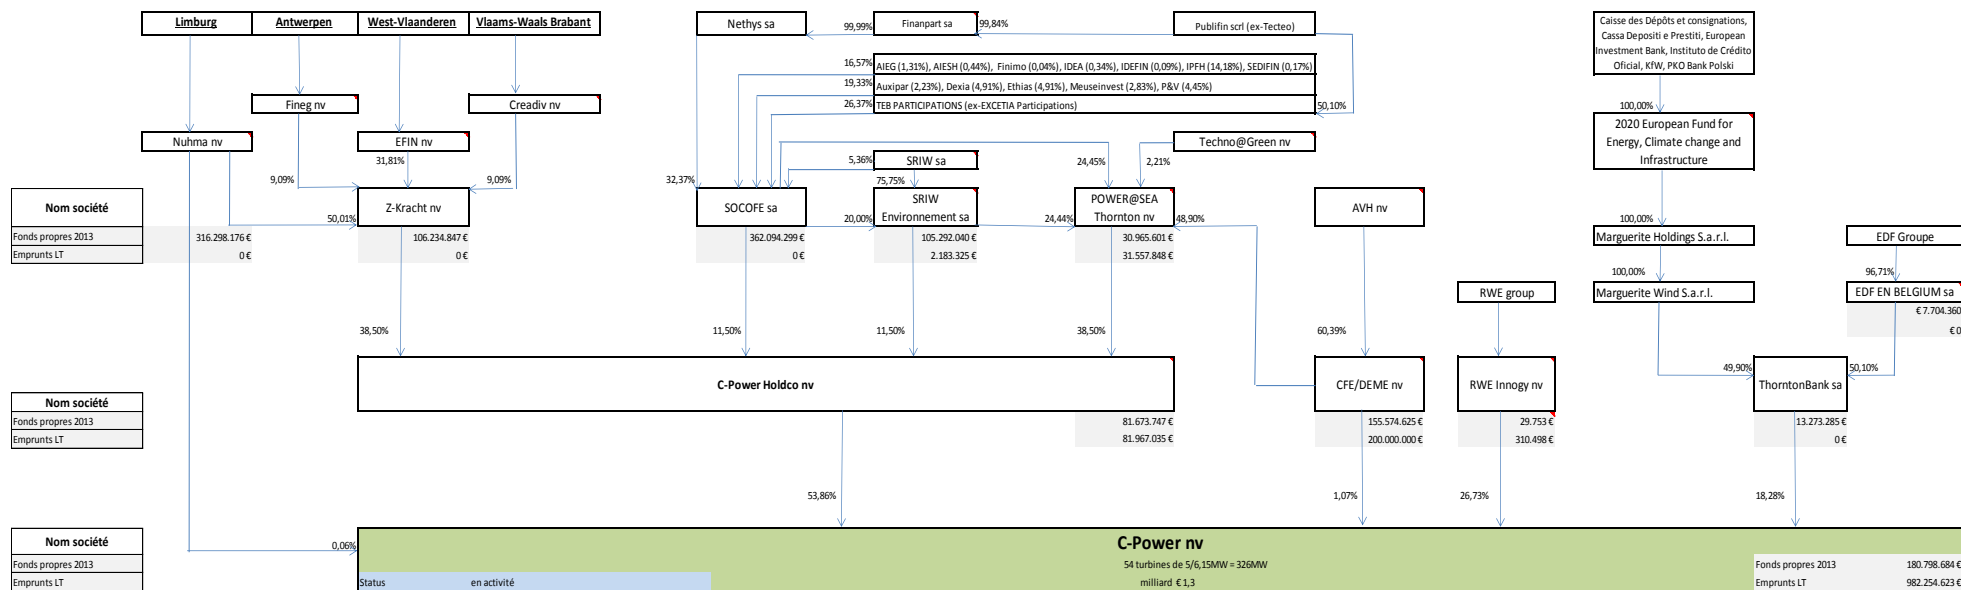 Limburg
Antwerpen
West-Vlaanderen
Vlaams-Waals Brabant
Nethys sa
99,99%
Finanpart sa
99,84%
Publifin scrl (ex-Tecteo)
Caisse des Dépôts et consignations,
Cassa Depositi e Prestiti, European
Investment Bank, Instituto de Crédito
Oficial, KfW, PKO Bank Polski
16,57%
AIEG (1,31%), AIESH (0,44%), Finimo (0,04%), IDEA (0,34%), IDEFIN (0,09%), IPFH (14,18%), SEDIFIN (0,17%)
19,33%
Auxipar (2,23%), Dexia (4,91%), Ethias (4,91%), Meuseinvest (2,83%), P&V (4,45%)
26,37%
TEB PARTICIPATIONS (ex-EXCETIA Participations)
50,10%
Fineg nv
Creadiv nv
100,00%
2020 European Fund for
Energy, Climate change and
Infrastructure
Nuhma nv
EFIN nv
Techno@Green nv
31,81%
5,36%
SRIW sa
24,45%
2,21%
9,09%
9,09%
32,37%
75,75%
Nom société
50,01%
Z-Kracht nv
SOCOFE sa
20,00%
SRIW
Environnement sa
24,44%
POWER@SEA
Thornton nv
48,90%
AVH nv
100,00%
Fonds propres 2013
316.298.176 €
106.234.847 €
362.094.299 €
105.292.040 €
30.965.601 €
Marguerite Holdings S.a.r.l.
EDF Groupe
Emprunts LT
0 €
0 €
0 €
2.183.325 €
31.557.848 €
100,00%
96,71%
RWE group
Marguerite Wind S.a.r.l.
EDF EN BELGIUM sa
€ 7.704.360
€ 0
38,50%
11,50%
11,50%
38,50%
60,39%
C-Power Holdco nv
CFE/DEME nv
RWE Innogy nv
49,90%
ThorntonBank sa
50,10%
Nom société
Fonds propres 2013
81.673.747 €
155.574.625 €
29.753 €
13.273.285 €
Emprunts LT
81.967.035 €
200.000.000 €
310.498 €
0 €
53,86%
1,07%
26,73%
18,28%
Nom société
0,06%
C-Power nv
Fonds propres 2013
54 turbines de 5/6,15MW = 326MW
Fonds propres 2013
180.798.684 €
Emprunts LT
Status
en activité
milliard € 1,3
Emprunts LT
982.254.623 €